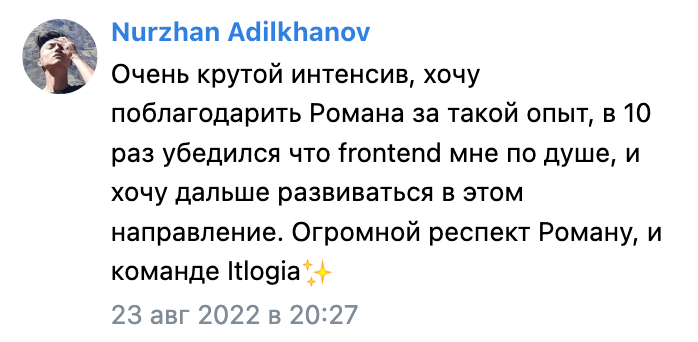 Nurzhan Adilkhanov
Очень крутой интенсив, хочу
поблагодарить Романа за такой опыт, в 10
раз убедился что frontend мне по душе, и
хочу дальше развиваться в этом
направление. Огромной респект Роману, и
команде Itlogia✨
23 авг 2022 в 20:27